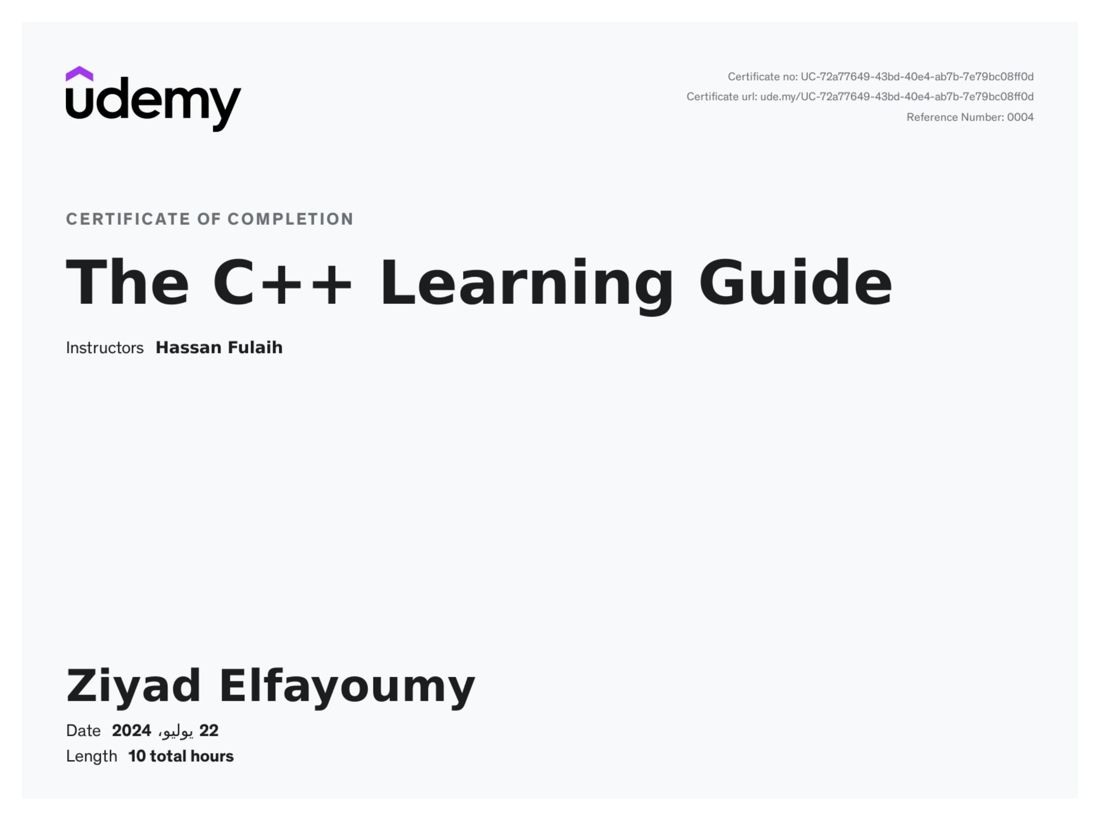 udemy
Certificate no: UC-72a77649-43bd-40e4-ab7b-7e79bc08ff0d
Certificate url: ude.my/UC-72a77649-43bd-40e4-ab7b-7e79bc08ff0d
Reference Number: 0004
CERTIFICATE OF COMPLETION
The C++ Learning Guide
Instructors Hassan Fulaih
Ziyad Elfayoumy
Date 22 يوليو، 2024
Length 10 total hours